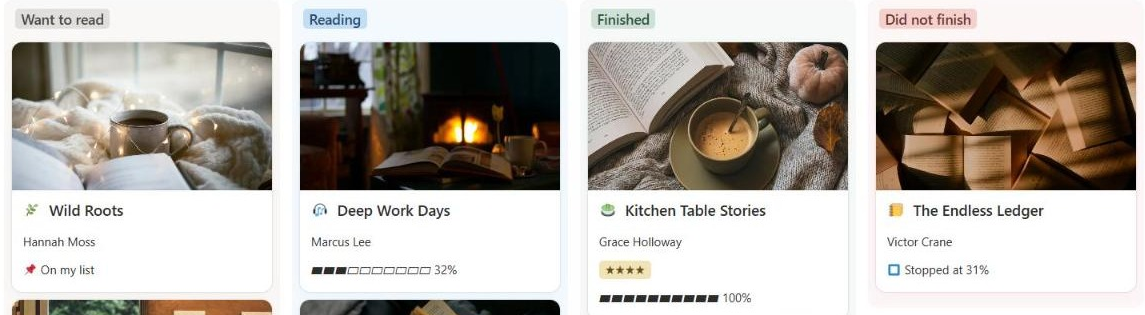 Want to read
Wild Roots
Hannah Moss
On my list
Reading
Deep Work Days
Marcus Lee
32%
Finished
Kitchen Table Stories
Grace Holloway
★★★★
100%
Did not finish
The Endless Ledger
Victor Crane
Stopped at 31%